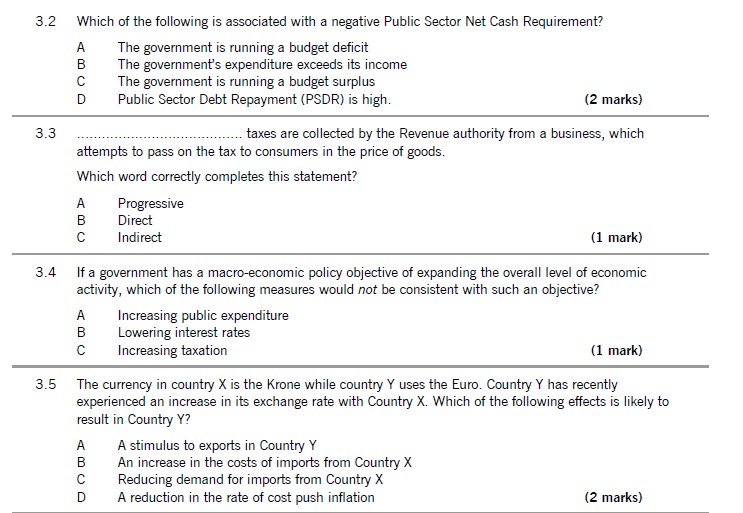 3.2 Which of the following is associated with a negative Public Sector Net Cash Requirement?
A The government is running a budget deficit
B The government's expenditure exceeds its income
C The government is running a budget surplus
D Public Sector Debt Repayment (PSDR) is high. (2 marks)
3.3 ...................................... taxes are collected by the Revenue authority from a business, which
attempts to pass on the tax to consumers in the price of goods.
Which word correctly completes this statement?
A Progressive
B Direct
C Indirect (1 mark)
3.4 If a government has a macro-economic policy objective of expanding the overall level of economic
activity, which of the following measures would not be consistent with such an objective?
A Increasing public expenditure
B Lowering interest rates
C Increasing taxation (1 mark)
3.5 The currency in country X is the Krone while country Y uses the Euro. Country Y has recently
experienced an increase in its exchange rate with Country X. Which of the following effects is likely to
result in Country Y?
A A stimulus to exports in Country Y
B An increase in the costs of imports from Country X
C Reducing demand for imports from Country X
D A reduction in the rate of cost push inflation (2 marks)